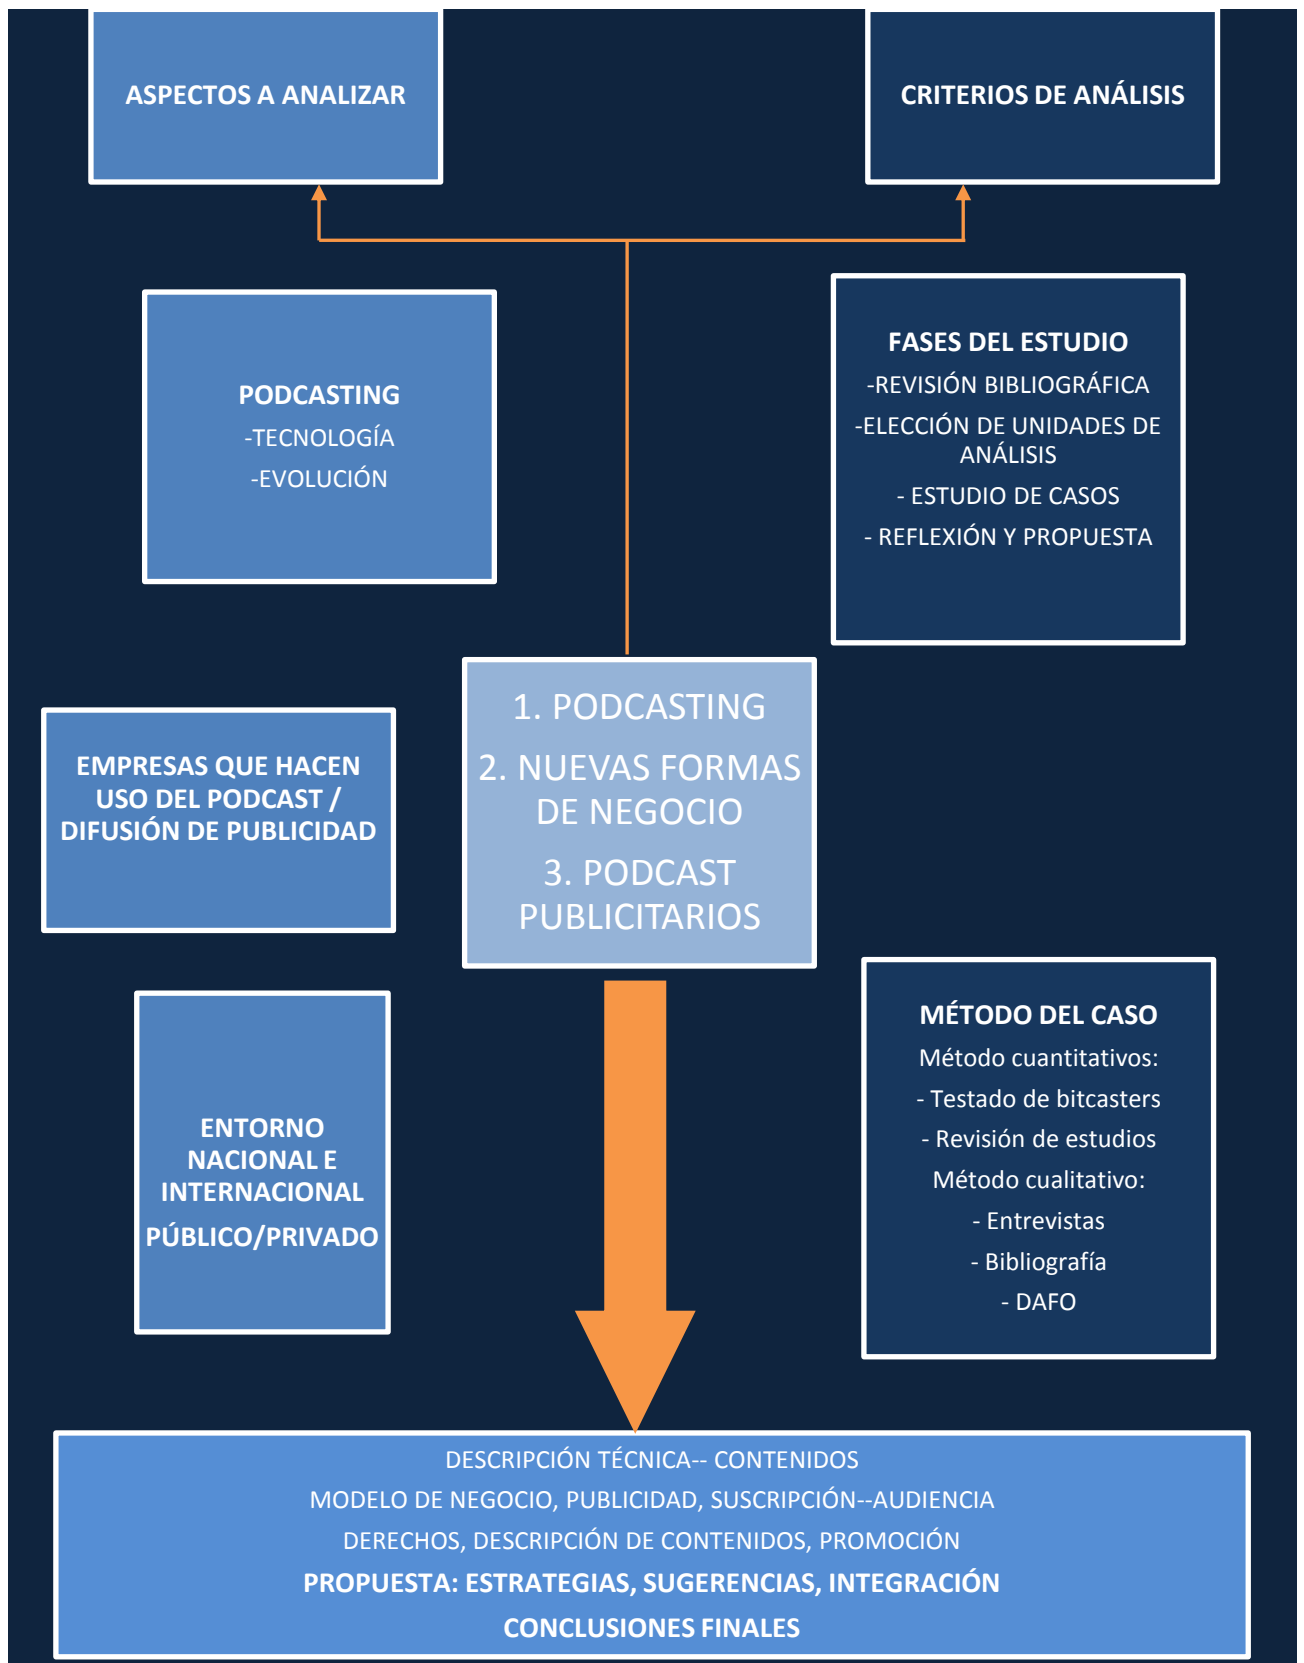 ASPECTOS A ANALIZAR
CRITERIOS DE ANÁLISIS
PODCASTING
-TECNOLOGÍA
-EVOLUCIÓN
FASES DEL ESTUDIO
-REVISIÓN BIBLIOGRÁFICA
-ELECCIÓN DE UNIDADES DE
ANÁLISIS
- ESTUDIO DE CASOS
- REFLEXIÓN Y PROPUESTA
1. PODCASTING
2. NUEVAS FORMAS
DE NEGOCIO
3. PODCAST
PUBLICITARIOS
EMPRESAS QUE HACEN
USO DEL PODCAST /
DIFUSIÓN DE PUBLICIDAD
ENTORNO
NACIONAL E
INTERNACIONAL
PÚBLICO/PRIVADO
MÉTODO DEL CASO
Método cuantitativos:
- Testado de bitcasters
- Revisión de estudios
Método cualitativo:
- Entrevistas
- Bibliografía
- DAFO
DESCRIPCIÓN TÉCNICA-- CONTENIDOS
MODELO DE NEGOCIO, PUBLICIDAD, SUSCRIPCIÓN--AUDIENCIA
DERECHOS, DESCRIPCIÓN DE CONTENIDOS, PROMOCIÓN
PROPUESTA: ESTRATEGIAS, SUGERENCIAS, INTEGRACIÓN
CONCLUSIONES FINALES